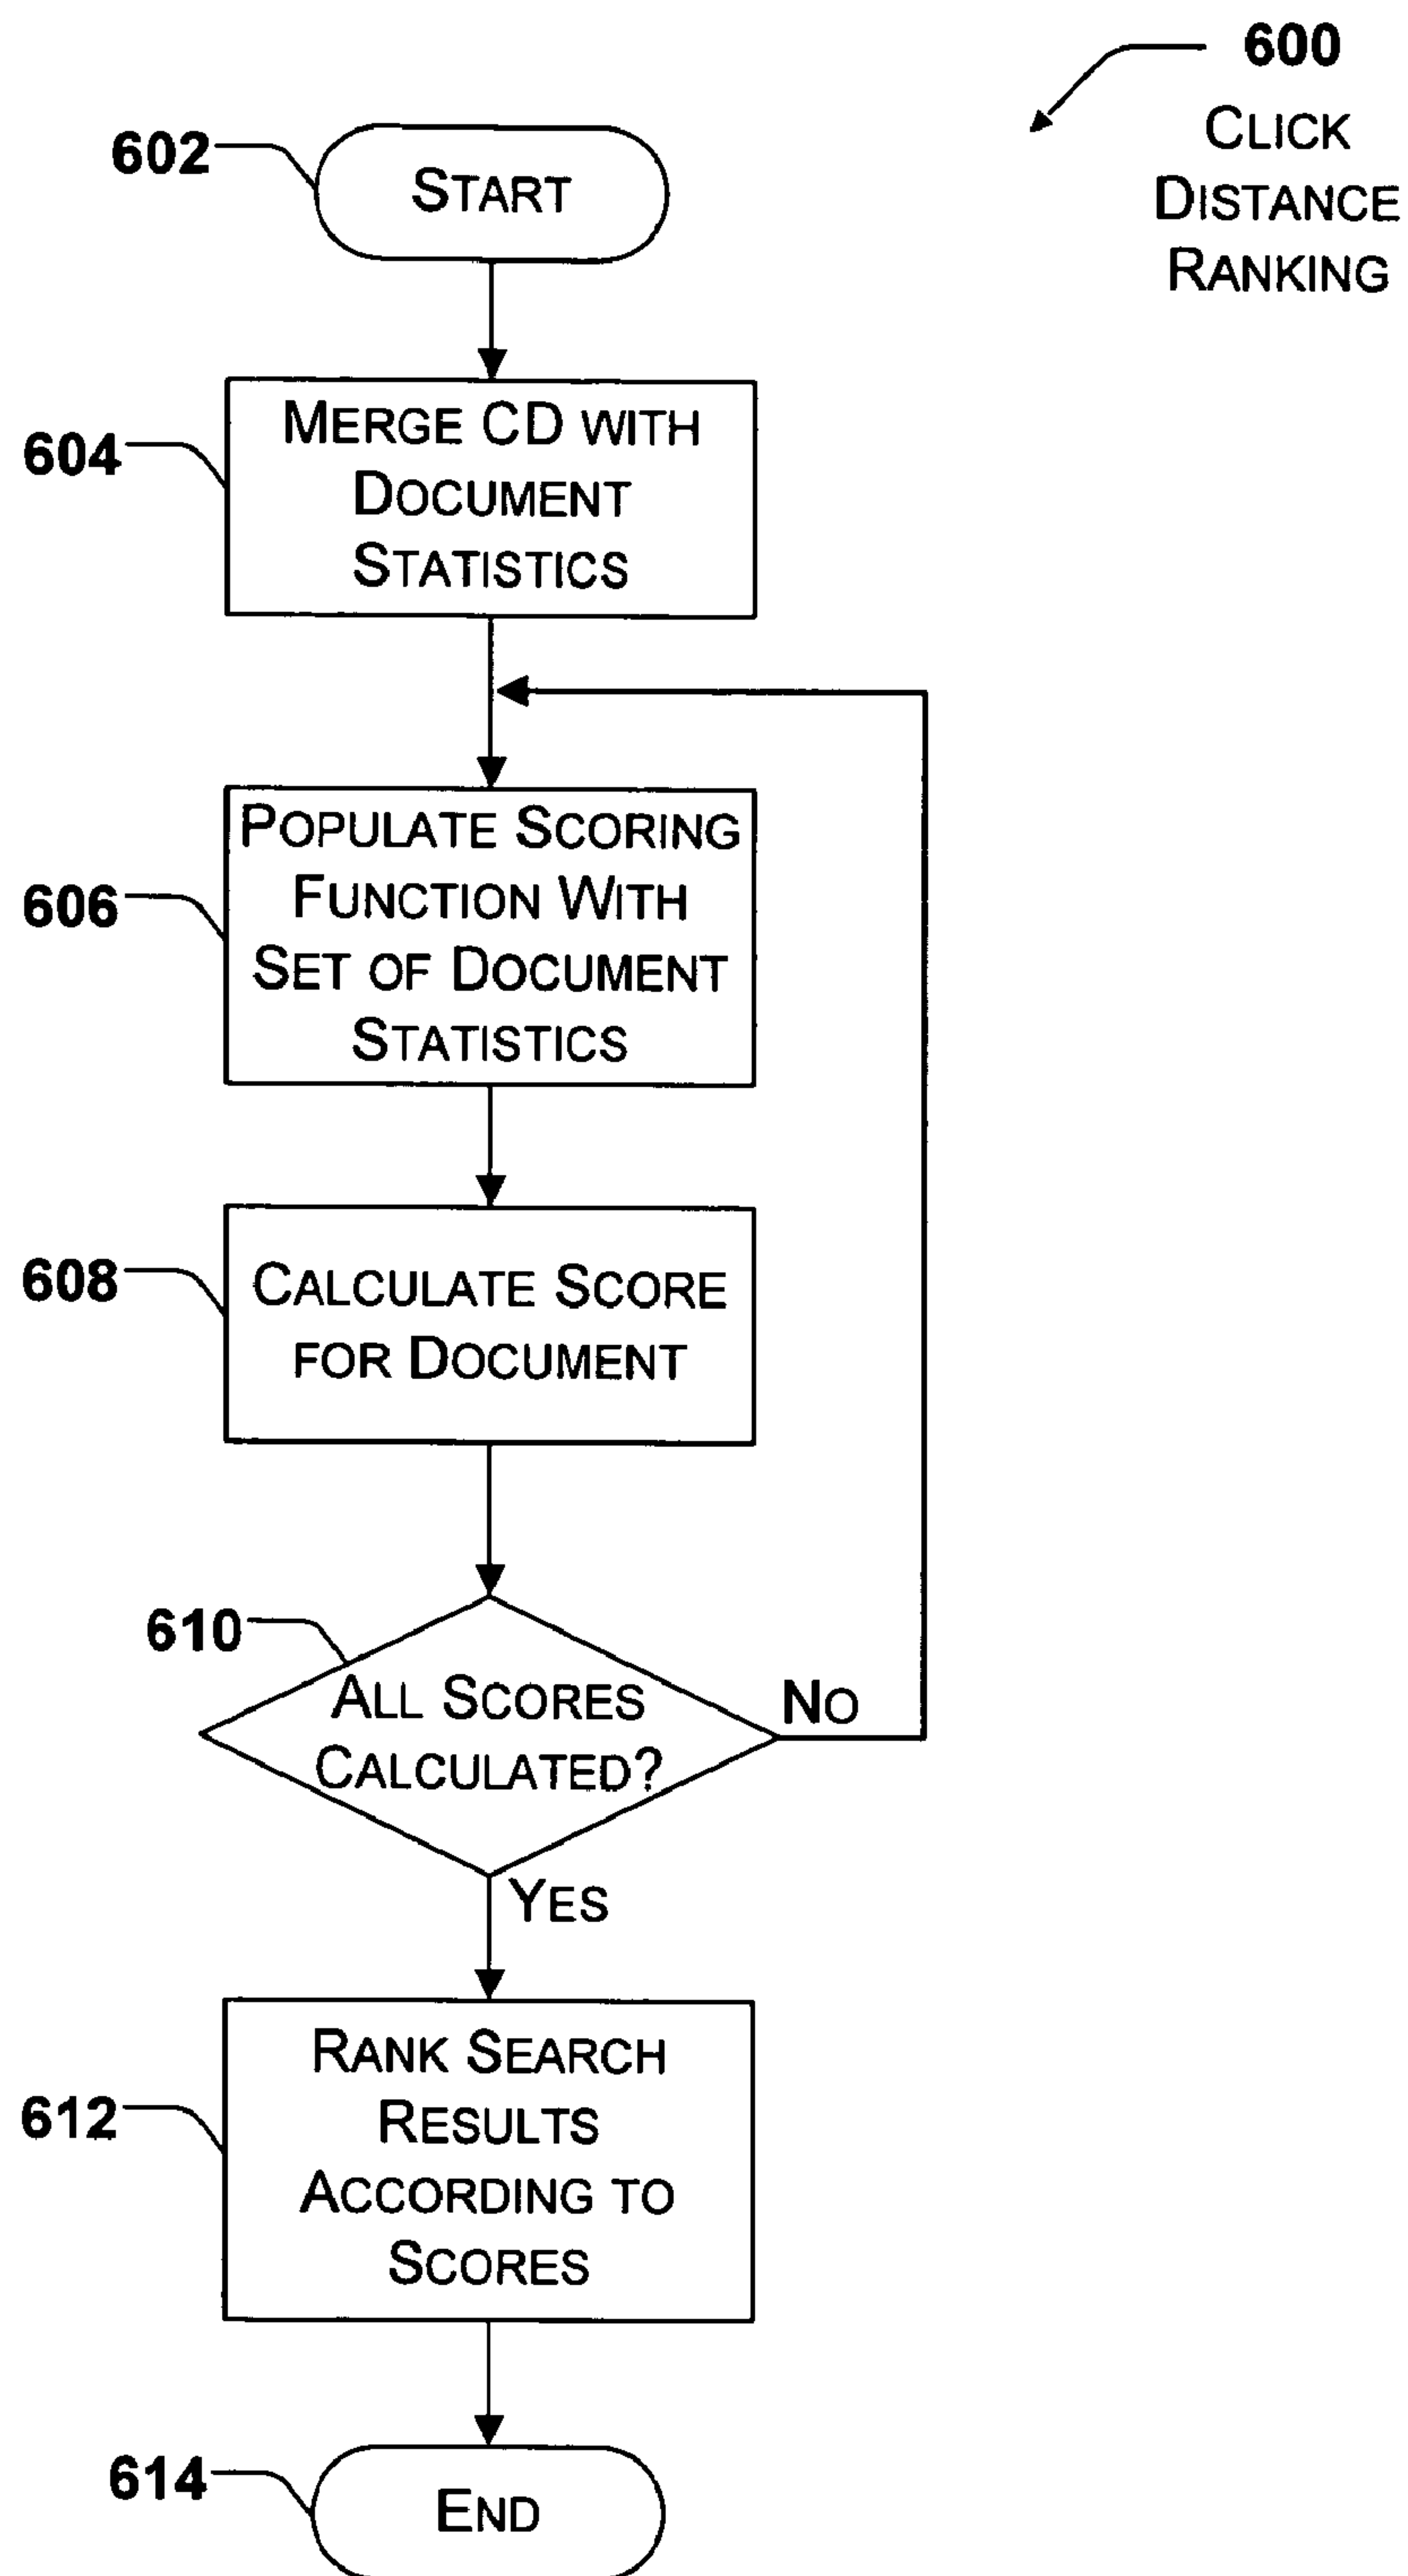 600
CLICK
DISTANCE
RANKING
602
START
604
MERGE CD WITH
DOCUMENT
STATISTICS
606
POPULATE SCORING
FUNCTION WITH
SET OF DOCUMENT
STATISTICS
608
CALCULATE SCORE
FOR DOCUMENT
610
ALL SCORES
CALCULATED?
NO
YES
612
RANK SEARCH
RESULTS
ACCORDING TO
SCORES
614
END